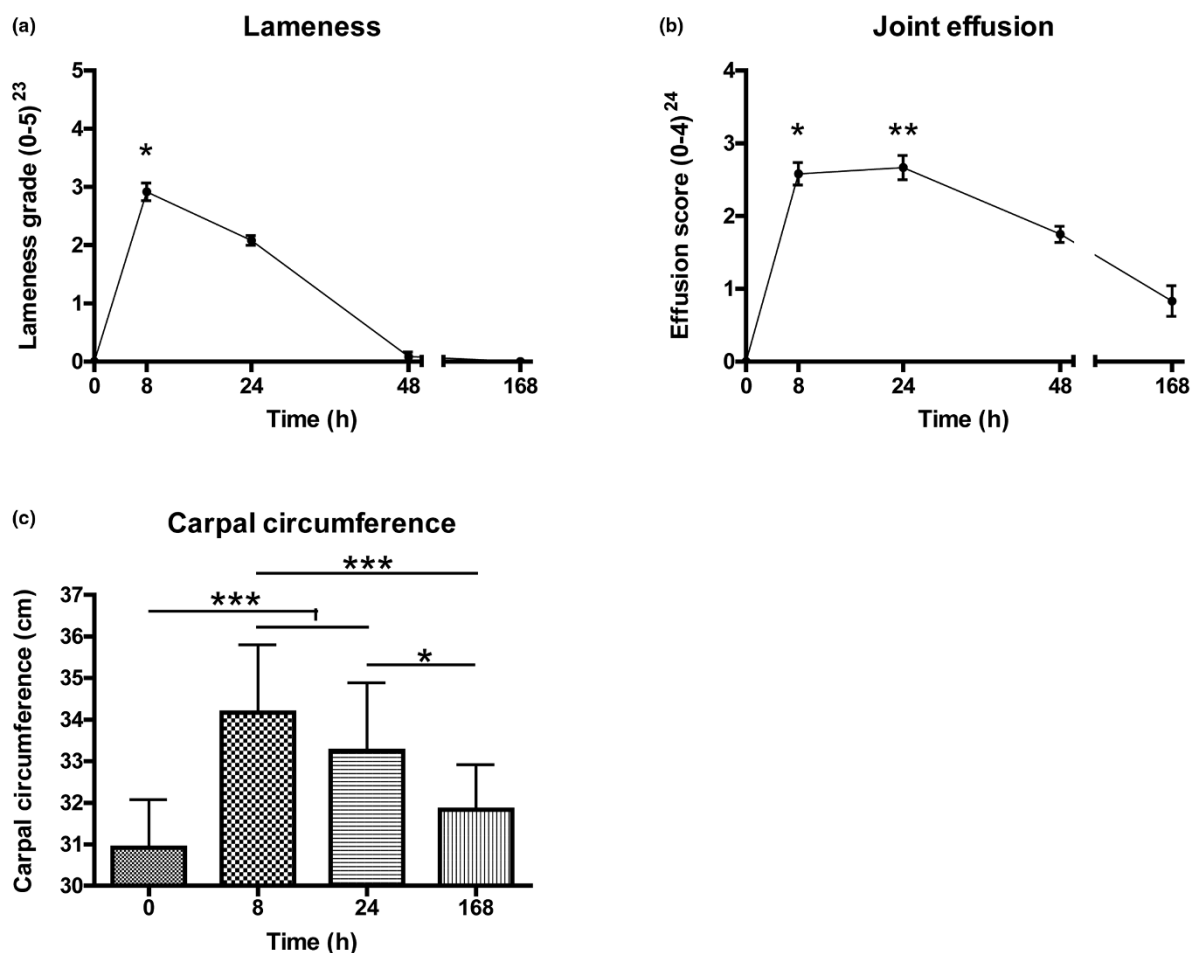 (a)
Lameness
Lameness grade (0-5)23
5
4
3
2
1
0
*
0 8 24 48 168
Time (h)
(b)
Joint effusion
Effusion score (0-4)24
4
3
2
1
0
* **
0 8 24 48 168
Time (h)
(c)
Carpal circumference
Carpal circumference (cm)
37
36
35
34
33
32
31
30
***
***
*
0 8 24 168
Time (h)